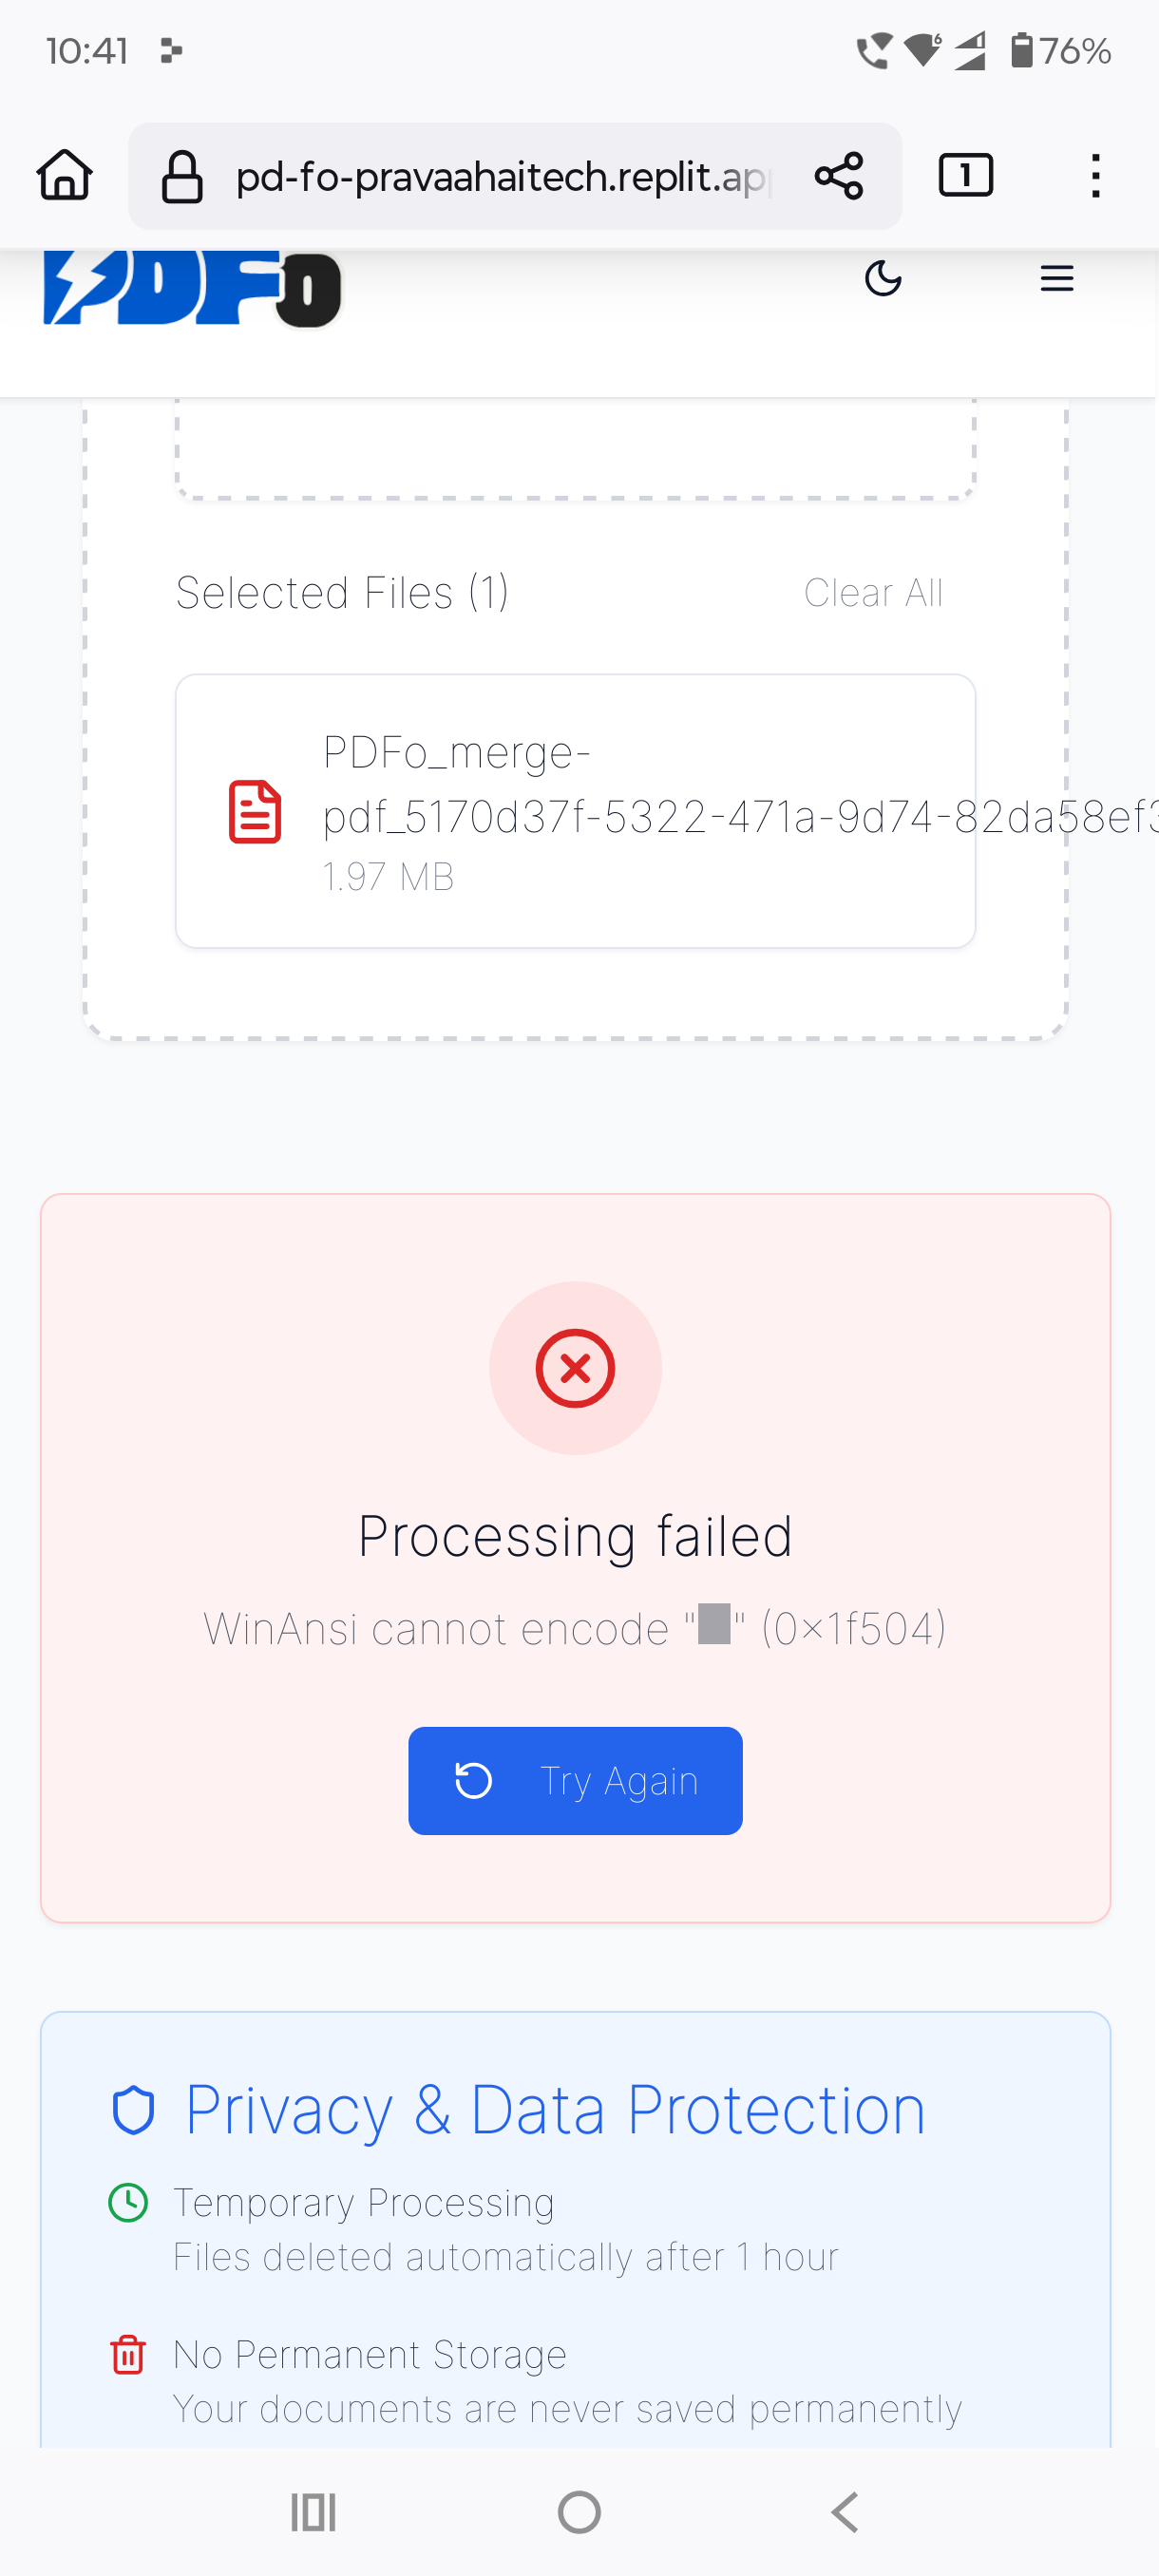 10:41
6
76%
pd-fo-pravaahaitech.replit.app
1
PDFo
Selected Files (1)
Clear All
PDFo_merge-
pdf_5170d37f-5322-471a-9d74-82da58ef3
1.97 MB
Processing failed
WinAnsi cannot encode "■" (0x1f504)
Try Again
Privacy & Data Protection
Temporary Processing
Files deleted automatically after 1 hour
No Permanent Storage
Your documents are never saved permanently